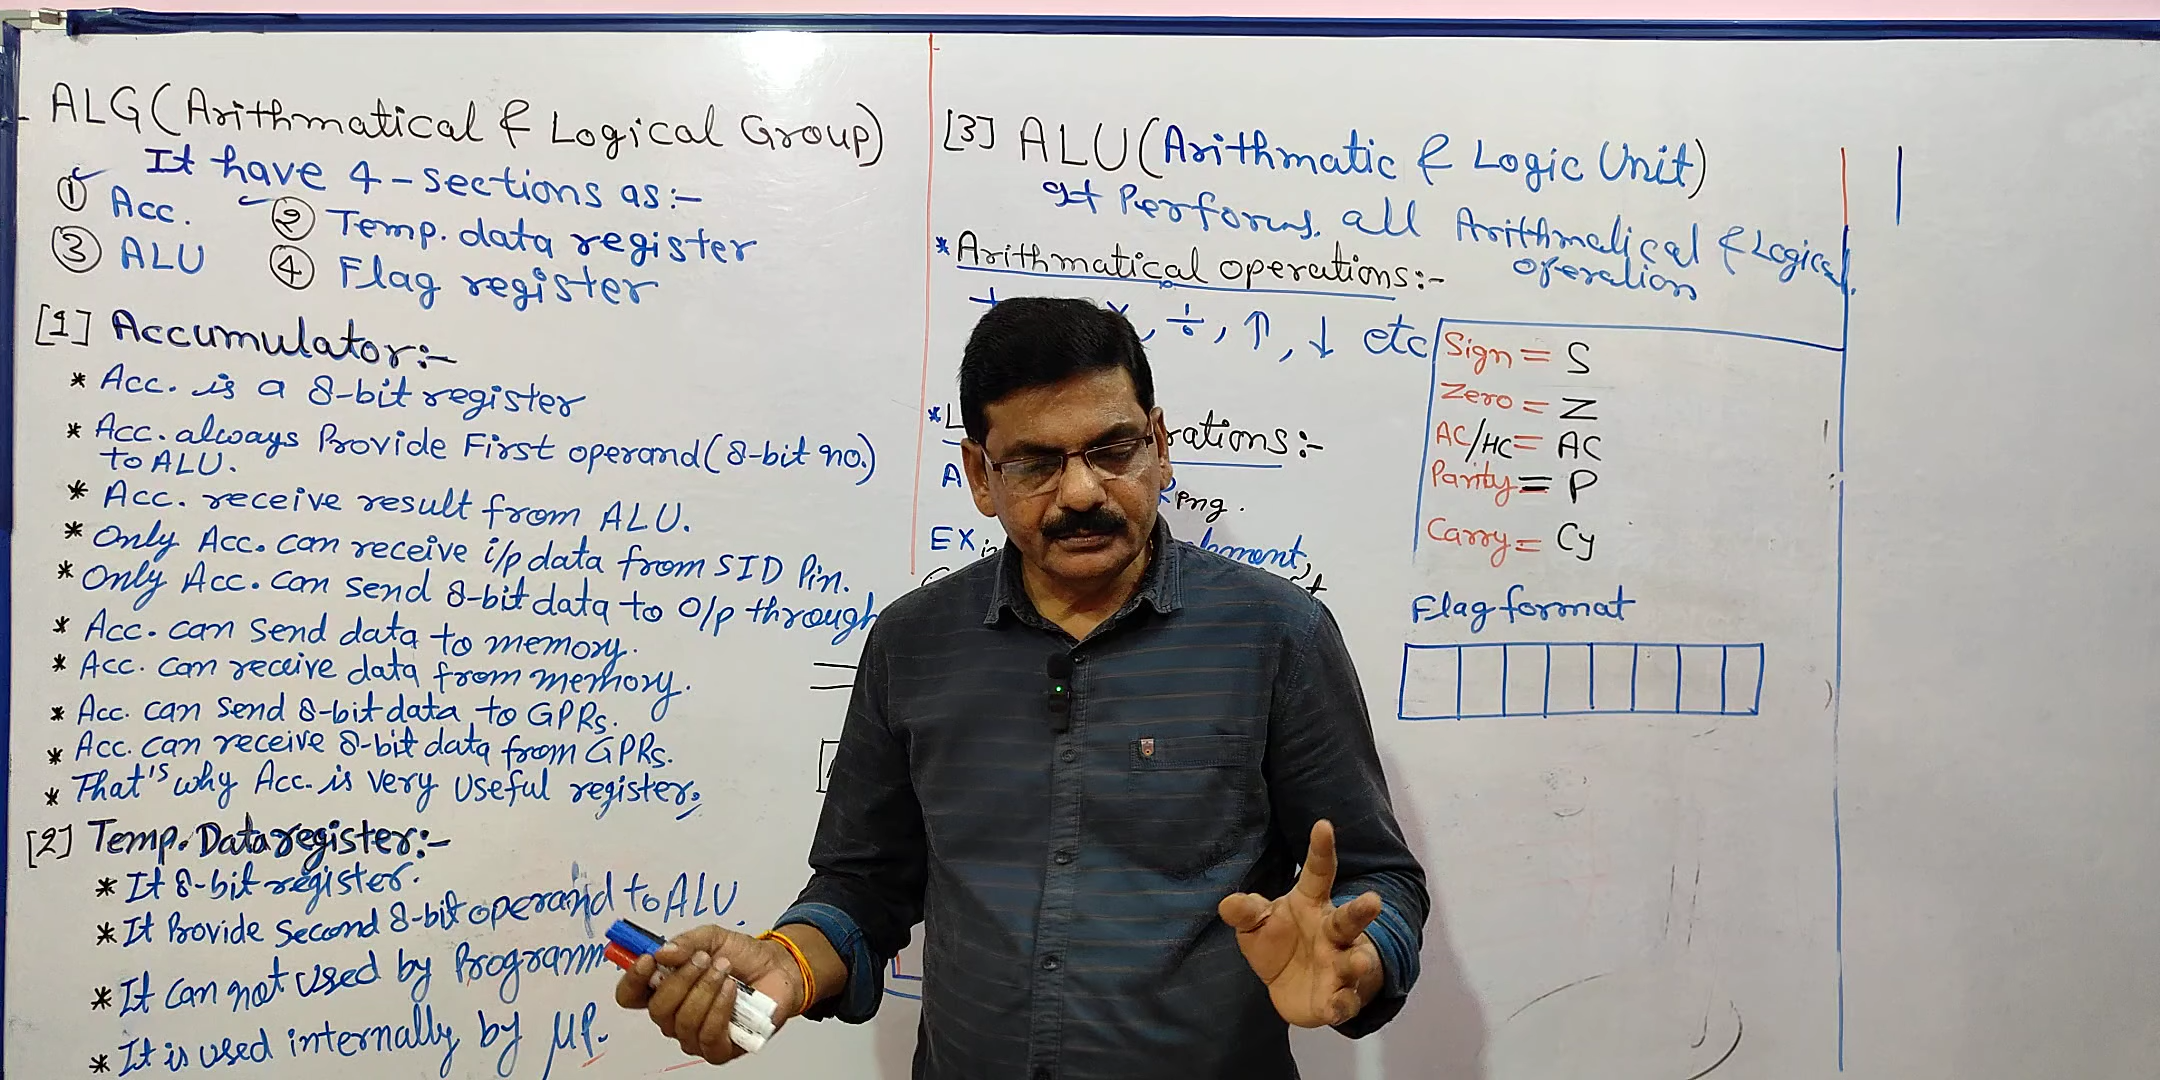 ALG (Arithmatical & Logical Group)
It have 4-sections as:-
① Acc. ② Temp. data register
③ ALU ④ Flag register
[1] Accumulator:-
* Acc. is a 8-bit register
* Acc. always Provide First operand (8-bit no.)
to ALU.
* Acc. receive result from ALU.
* Only Acc. can receive i/p data from SID Pin.
* Only Acc. can send 8-bit data to O/p through
* Acc. can send data to memory.
* Acc. can receive data from memory.
* Acc. can send 8-bit data to GPRs.
* Acc. can receive 8-bit data from GPRs.
* That's why Acc. is very useful register.
[2] Temp. Data register:-
* It 8-bit register.
* It Provide Second 8-bit operand to ALU.
* It can not used by Programm
* It is used internally by μP.
[3] ALU (Arithmatic & Logic Unit)
It Performs all Arithmatical & Logical
operation
* Arithmatical operations:-
, ÷, ↑, ↓ etc
rations:-
Png.
EX
Sign = S
Zero = Z
AC/HC = AC
Parity = P
Carry = Cy
Flag format